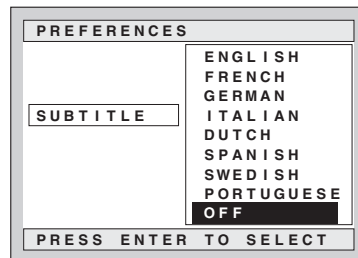 PREFERENCES
SUBTITLE
ENGLISH
FRENCH
GERMAN
ITALIAN
DUTCH
SPANISH
SWEDISH
PORTUGUESE
OFF
PRESS ENTER TO SELECT